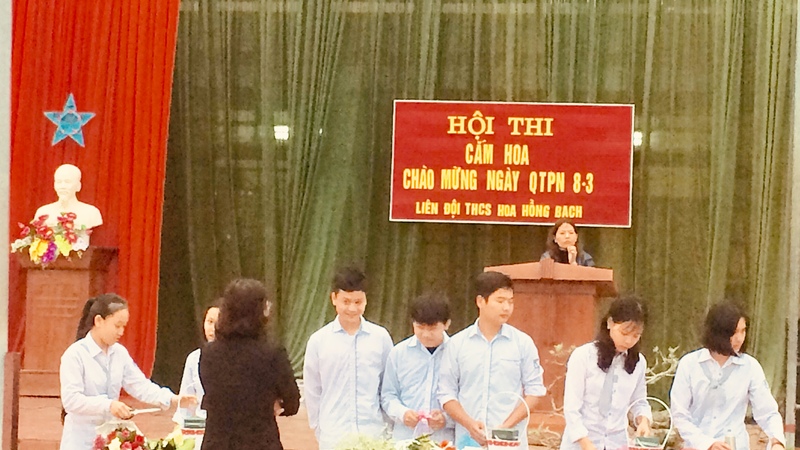 HỘI THI
CẮM HOA
CHÀO MỪNG NGÀY QTPN 8-3
LIÊN ĐỘI THCS HOA HỒNG BẠCH